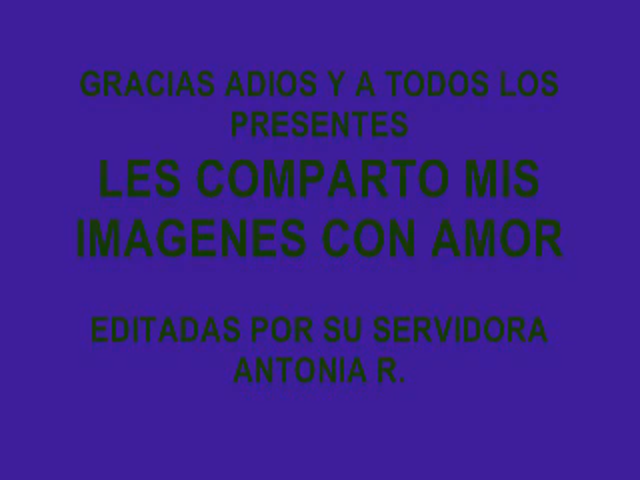 GRACIAS ADIOS Y A TODOS LOS
PRESENTES
LES COMPARTO MIS
IMAGENES CON AMOR
EDITADAS POR SU SERVIDORA
ANTONIA R.